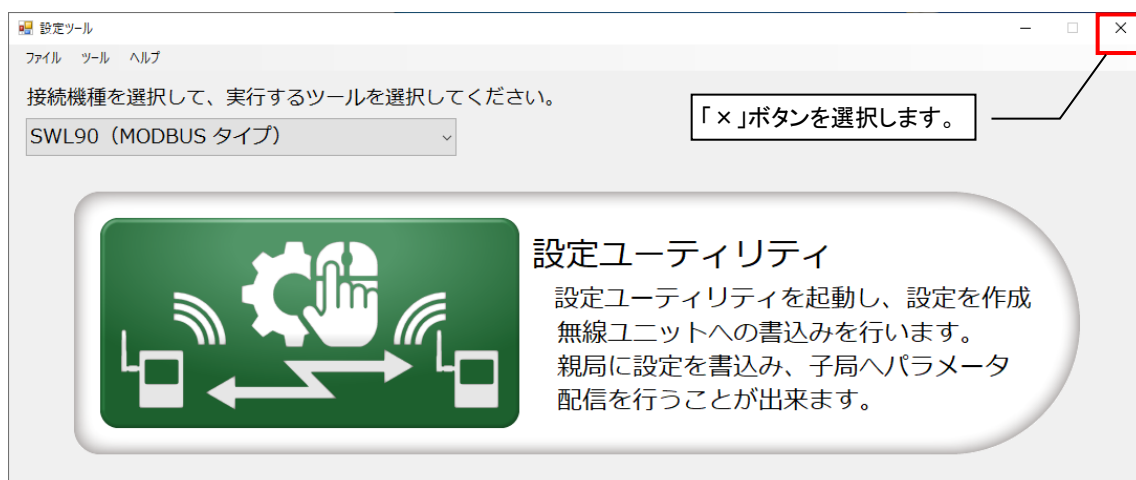 設定ツール
ファイル ツール ヘルプ
接続機種を選択して、実行するツールを選択してください。
SWL90（MODBUS タイプ）
「×」ボタンを選択します。
設定ユーティリティ
設定ユーティリティを起動し、設定を作成
無線ユニットへの書込みを行います。
親局に設定を書込み、子局へパラメータ
配信を行うことが出来ます。